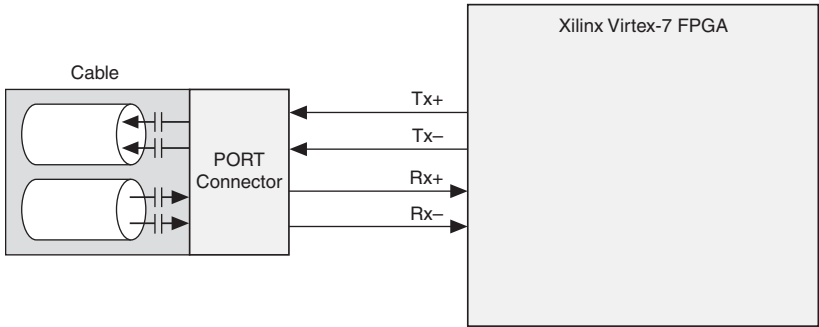 Xilinx Virtex-7 FPGA
Cable
Tx+
Tx–
PORT
Connector
Rx+
Rx–